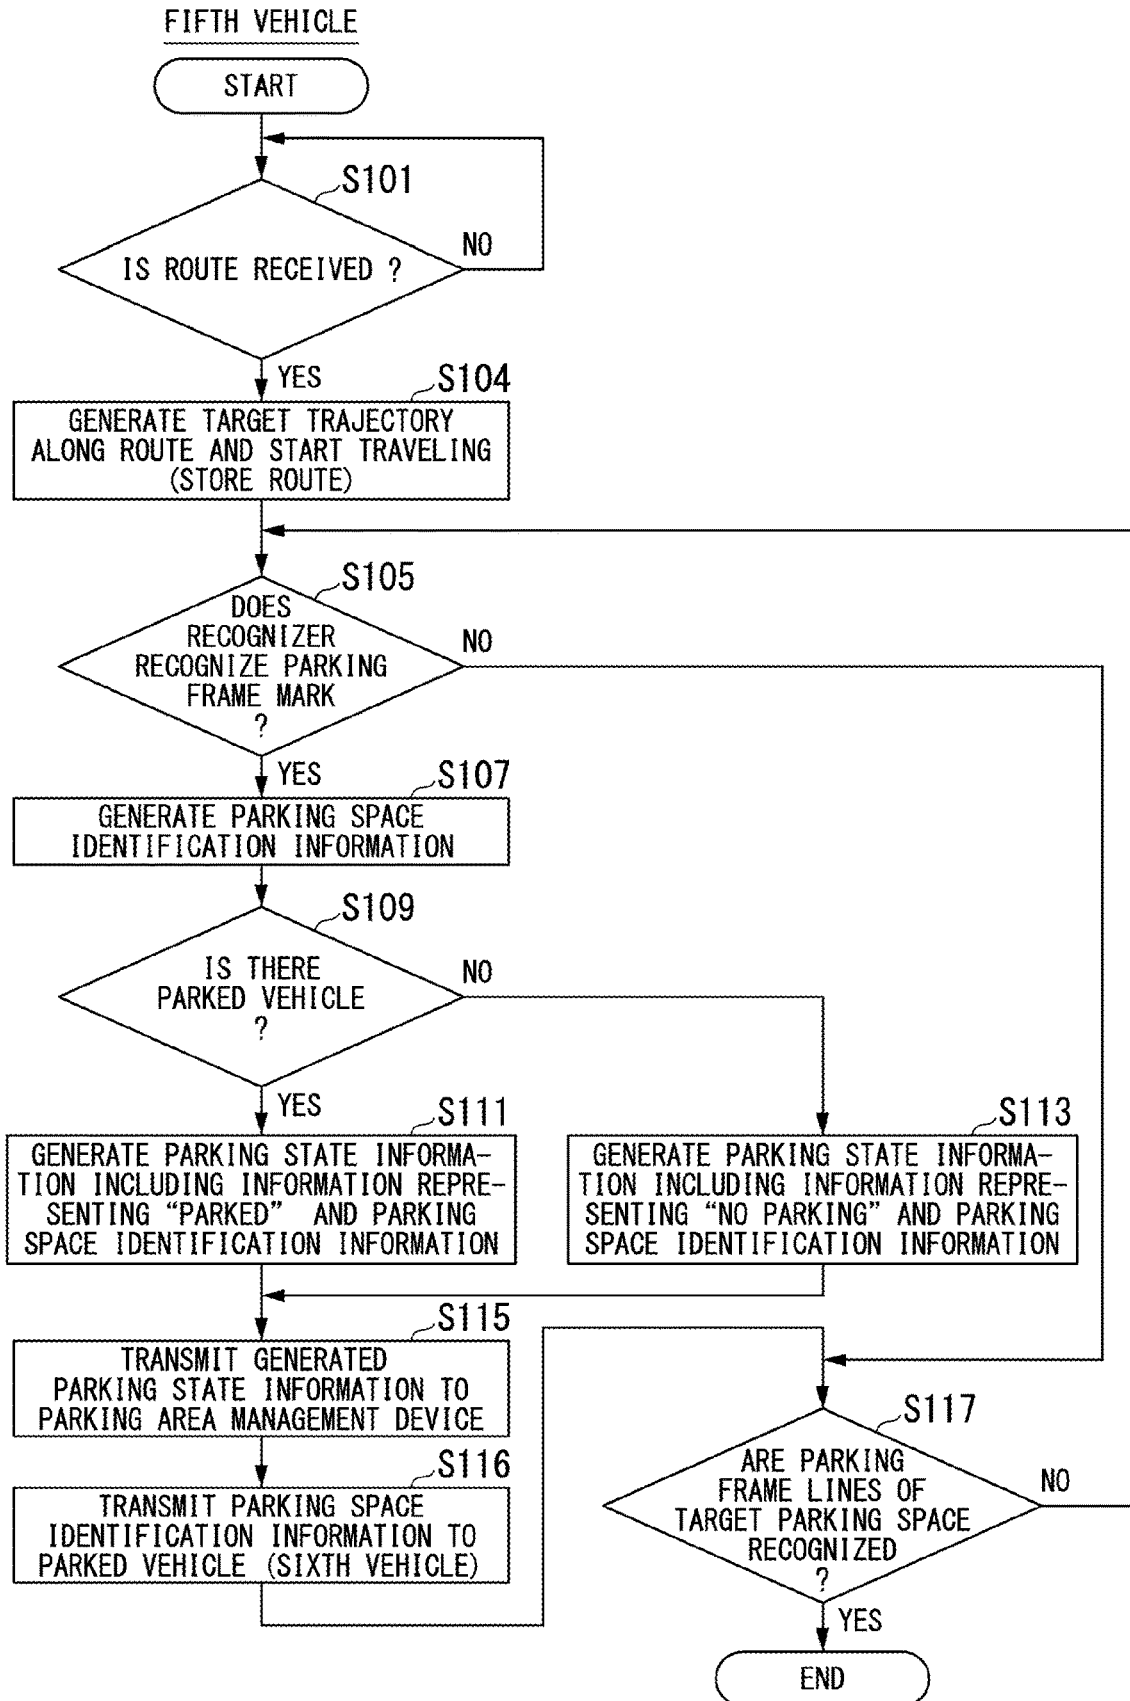 FIFTH VEHICLE
START
S101
IS ROUTE RECEIVED ?
NO
YES
S104
GENERATE TARGET TRAJECTORY
ALONG ROUTE AND START TRAVELING
(STORE ROUTE)
S105
DOES
RECOGNIZER
RECOGNIZE PARKING
FRAME MARK
?
NO
YES
S107
GENERATE PARKING SPACE
IDENTIFICATION INFORMATION
S109
IS THERE
PARKED VEHICLE
?
NO
YES
S111
GENERATE PARKING STATE INFORMA-
TION INCLUDING INFORMATION REPRE-
SENTING “PARKED” AND PARKING
SPACE IDENTIFICATION INFORMATION
S113
GENERATE PARKING STATE INFORMA-
TION INCLUDING INFORMATION REPRE-
SENTING “NO PARKING” AND PARKING
SPACE IDENTIFICATION INFORMATION
S115
TRANSMIT GENERATED
PARKING STATE INFORMATION TO
PARKING AREA MANAGEMENT DEVICE
S116
TRANSMIT PARKING SPACE
IDENTIFICATION INFORMATION TO
PARKED VEHICLE (SIXTH VEHICLE)
S117
ARE PARKING
FRAME LINES OF
TARGET PARKING SPACE
RECOGNIZED
?
NO
YES
END